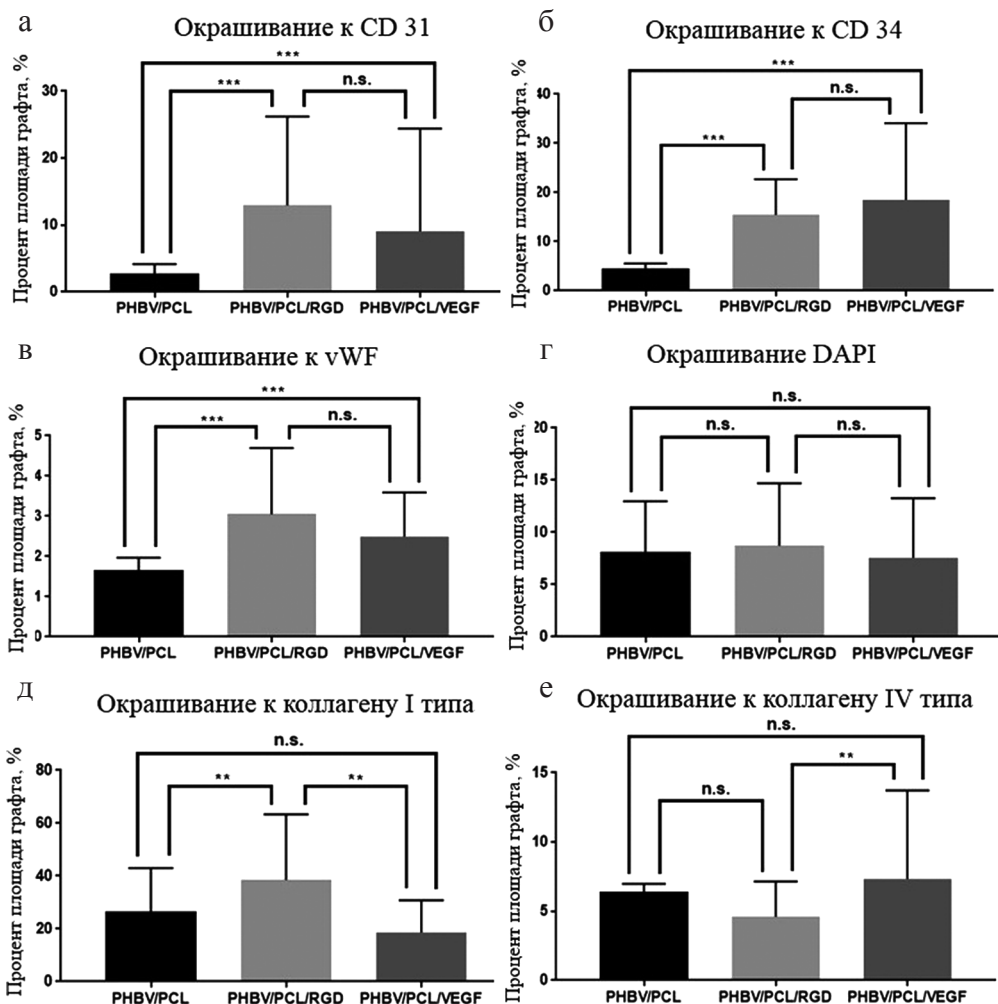 а
Окрашивание к CD 31
Процент площади графта, %
***
***
n.s.
30
20
10
0
PHBV/PCL PHBV/PCL/RGD PHBV/PCL/VEGF
б
Окрашивание к CD 34
Процент площади графта, %
***
n.s.
***
40
30
20
10
0
PHBV/PCL PHBV/PCL/RGD PHBV/PCL/VEGF
в
Окрашивание к vWF
Процент площади графта, %
***
***
n.s.
5
4
3
2
1
0
PHBV/PCL PHBV/PCL/RGD PHBV/PCL/VEGF
г
Окрашивание DAPI
Процент площади графта, %
n.s.
n.s.
n.s.
20
15
10
5
0
PHBV/PCL PHBV/PCL/RGD PHBV/PCL/VEGF
д
Окрашивание к коллагену I типа
Процент площади графта, %
n.s.
**
**
80
60
40
20
0
PHBV/PCL PHBV/PCL/RGD PHBV/PCL/VEGF
е
Окрашивание к коллагену IV типа
Процент площади графта, %
n.s.
**
n.s.
15
10
5
0
PHBV/PCL PHBV/PCL/RGD PHBV/PCL/VEGF